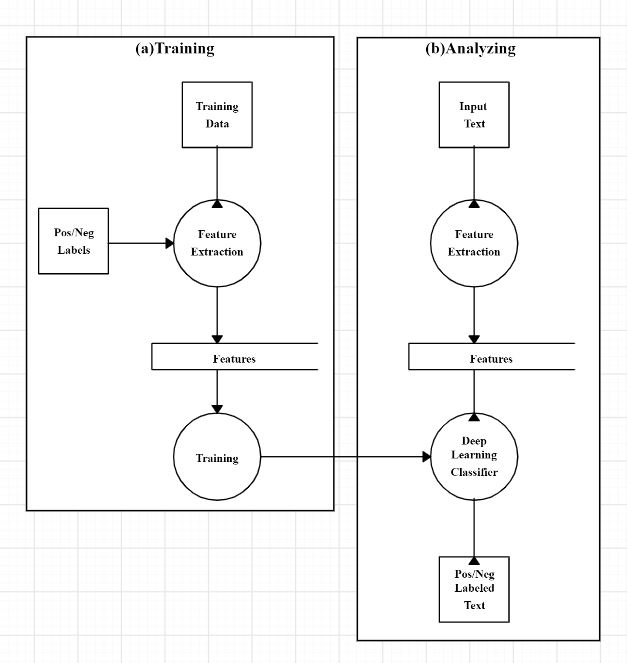 (a)Training
Training
Data
Pos/Neg
Labels
Feature
Extraction
Features
Training
(b)Analyzing
Input
Text
Feature
Extraction
Features
Deep
Learning
Classifier
Pos/Neg
Labeled
Text